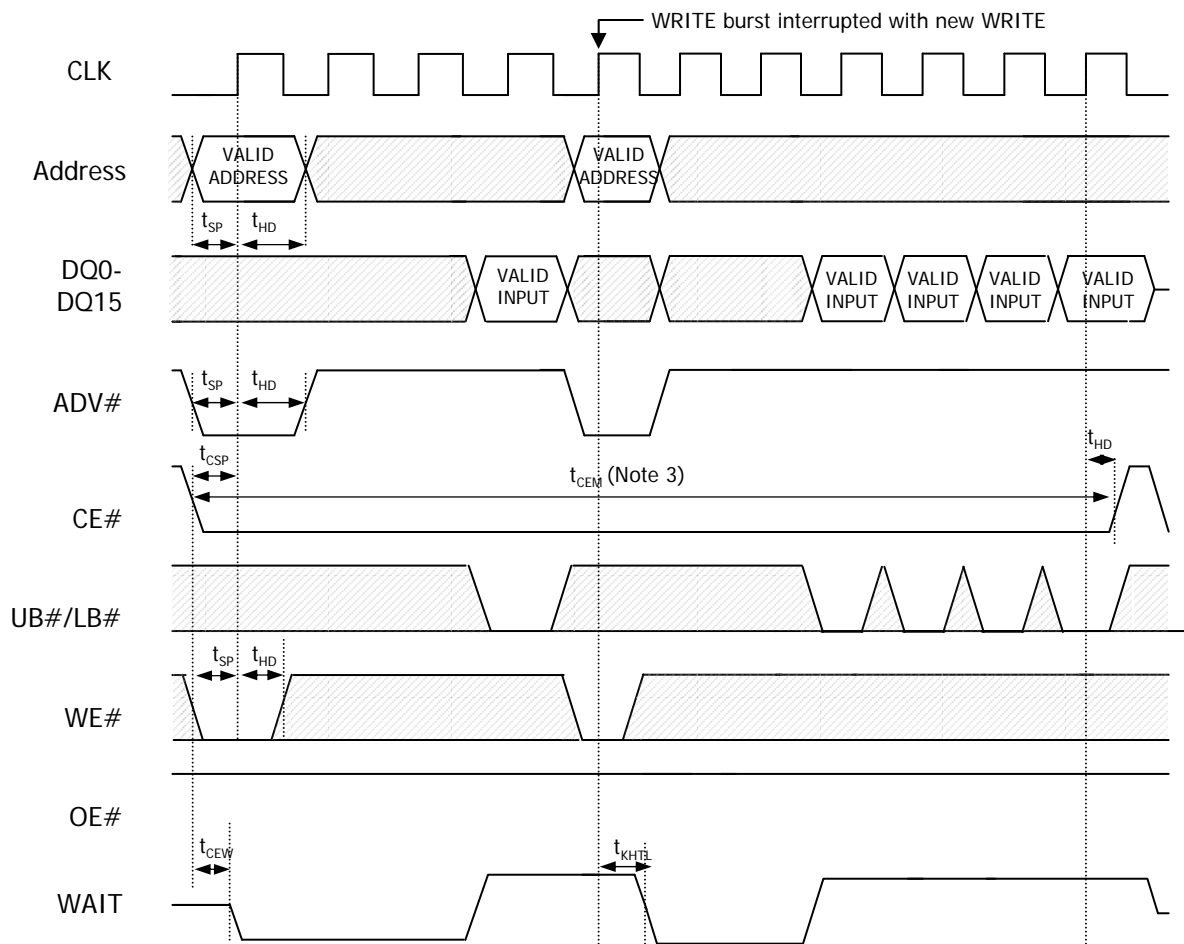 WRITE burst interrupted with new WRITE
CLK
Address
VALID
ADDRESS
VALID
ADDRESS
tSP
tHD
DQ0-
DQ15
VALID
INPUT
VALID
INPUT
VALID
INPUT
VALID
INPUT
VALID
INPUT
ADV#
tSP
tHD
tHD
CE#
tCSP
tCEM (Note 3)
UB#/LB#
WE#
tSP
tHD
OE#
tCEW
tKHTL
WAIT